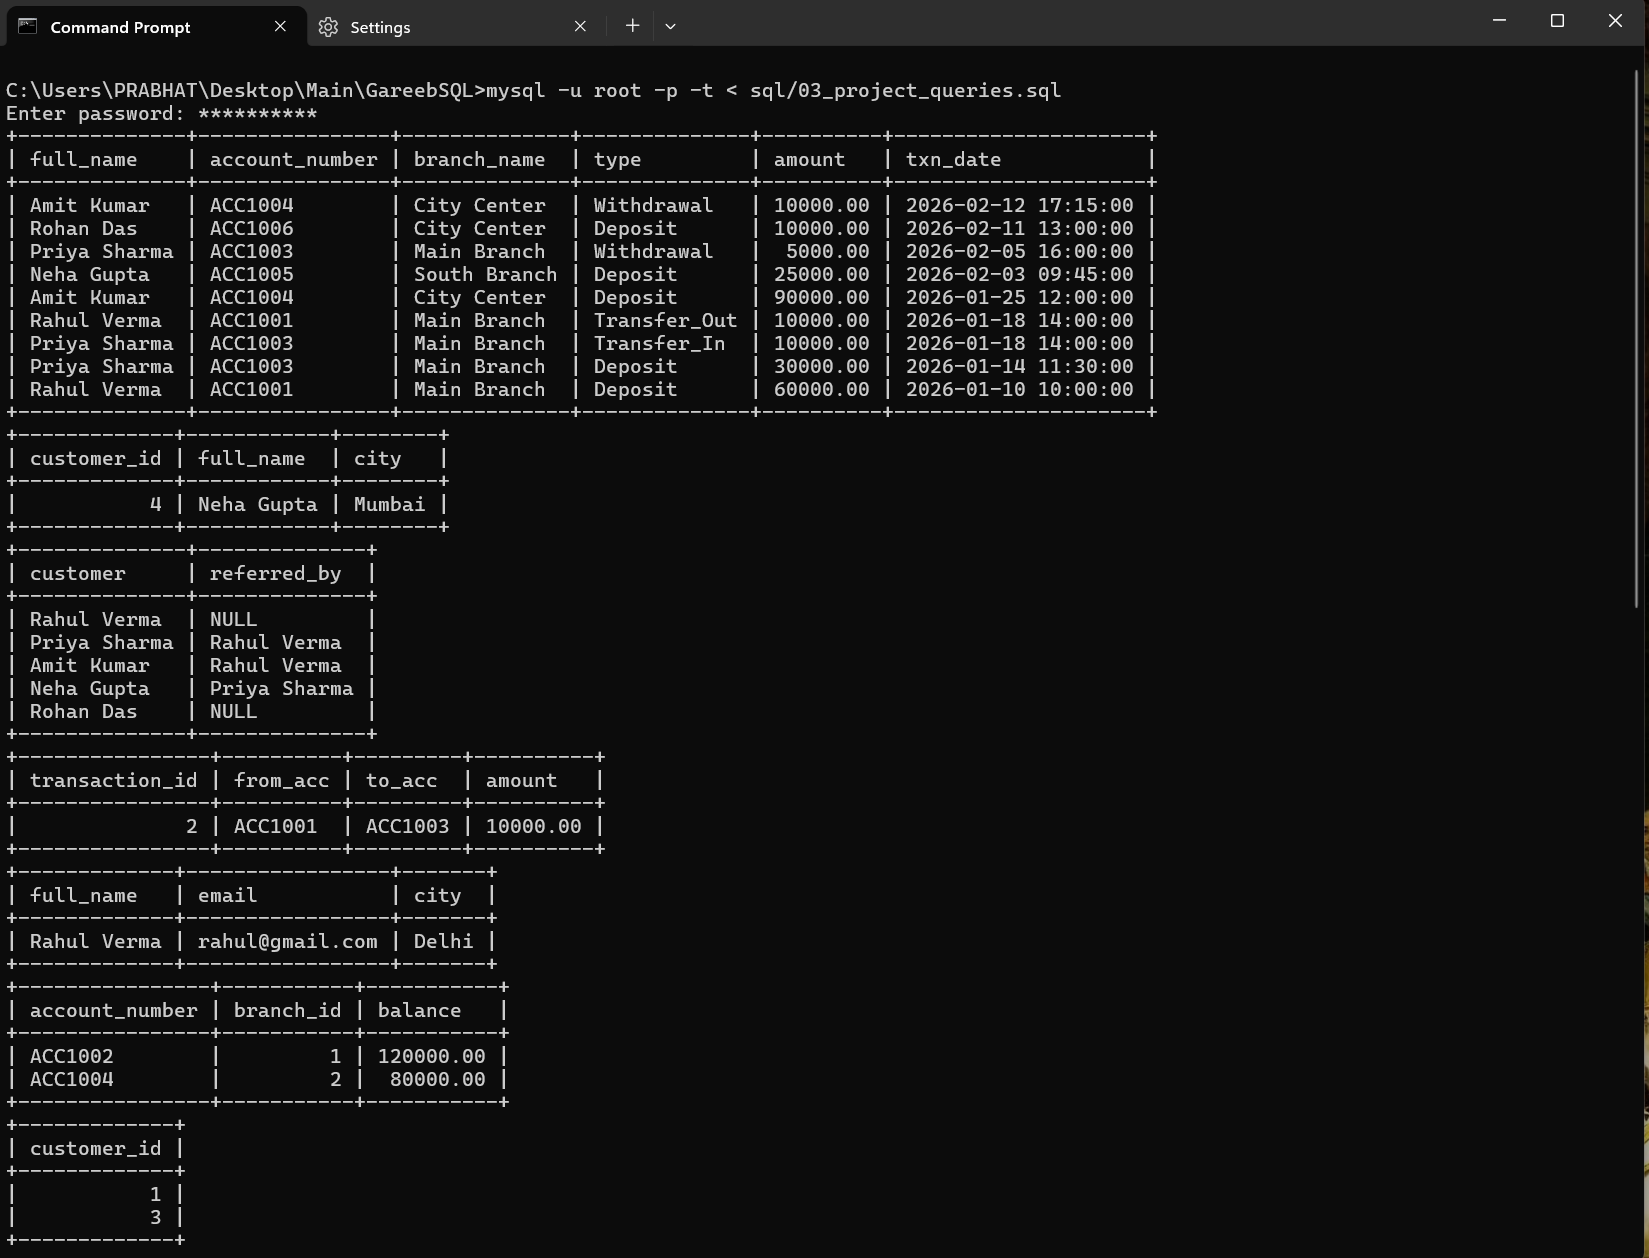 Command Prompt
Settings
C:\Users\PRABHAT\Desktop\Main\GareebSQL>mysql -u root -p -t < sql/03_project_queries.sql
Enter password: **********
+--------------+----------------+--------------+--------------+----------+---------------------+
| full_name    | account_number | branch_name  | type         | amount   | txn_date            |
+--------------+----------------+--------------+--------------+----------+---------------------+
| Amit Kumar   | ACC1004        | City Center  | Withdrawal   | 10000.00 | 2026-02-12 17:15:00 |
| Rohan Das    | ACC1006        | City Center  | Deposit      | 10000.00 | 2026-02-11 13:00:00 |
| Priya Sharma | ACC1003        | Main Branch  | Withdrawal   |  5000.00 | 2026-02-05 16:00:00 |
| Neha Gupta   | ACC1005        | South Branch | Deposit      | 25000.00 | 2026-02-03 09:45:00 |
| Amit Kumar   | ACC1004        | City Center  | Deposit      | 90000.00 | 2026-01-25 12:00:00 |
| Rahul Verma  | ACC1001        | Main Branch  | Transfer_Out | 10000.00 | 2026-01-18 14:00:00 |
| Priya Sharma | ACC1003        | Main Branch  | Transfer_In  | 10000.00 | 2026-01-18 14:00:00 |
| Priya Sharma | ACC1003        | Main Branch  | Deposit      | 30000.00 | 2026-01-14 11:30:00 |
| Rahul Verma  | ACC1001        | Main Branch  | Deposit      | 60000.00 | 2026-01-10 10:00:00 |
+--------------+----------------+--------------+--------------+----------+---------------------+
+-------------+------------+--------+
| customer_id | full_name  | city   |
+-------------+------------+--------+
|           4 | Neha Gupta | Mumbai |
+-------------+------------+--------+
+--------------+--------------+
| customer     | referred_by  |
+--------------+--------------+
| Rahul Verma  | NULL         |
| Priya Sharma | Rahul Verma  |
| Amit Kumar   | Rahul Verma  |
| Neha Gupta   | Priya Sharma |
| Rohan Das    | NULL         |
+--------------+--------------+
+----------------+----------+---------+----------+
| transaction_id | from_acc | to_acc  | amount   |
+----------------+----------+---------+----------+
|              2 | ACC1001  | ACC1003 | 10000.00 |
+----------------+----------+---------+----------+
+-------------+-----------------+-------+
| full_name   | email           | city  |
+-------------+-----------------+-------+
| Rahul Verma | rahul@gmail.com | Delhi |
+-------------+-----------------+-------+
+----------------+-----------+-----------+
| account_number | branch_id | balance   |
+----------------+-----------+-----------+
| ACC1002        |         1 | 120000.00 |
| ACC1004        |         2 |  80000.00 |
+----------------+-----------+-----------+
+-------------+
| customer_id |
+-------------+
|           1 |
|           3 |
+-------------+